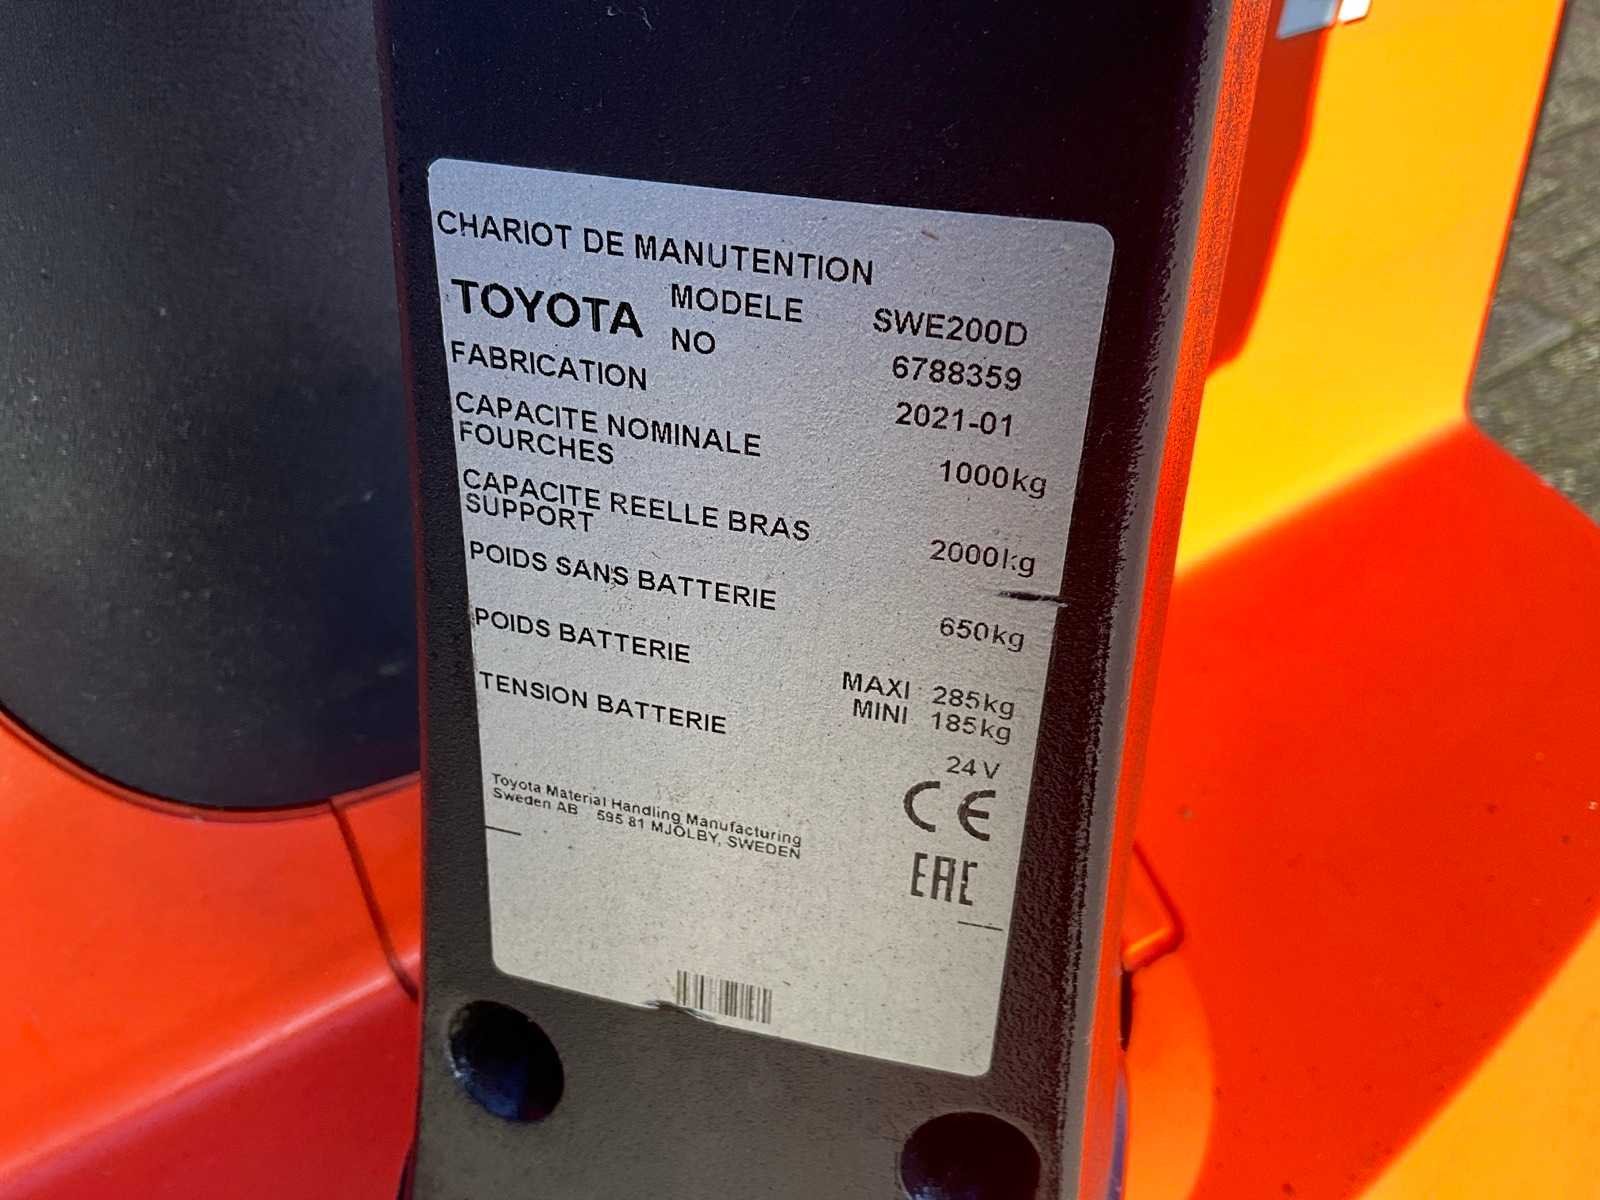 CHARIOT DE MANUTENTION
TOYOTA MODELE SWE200D
NO 6788359
FABRICATION 2021-01
CAPACITE NOMINALE
FOURCHES 1000kg
CAPACITE REELLE BRAS
SUPPORT 2000kg
POIDS SANS BATTERIE 650kg
POIDS BATTERIE MAXI 285kg
MINI 185kg
TENSION BATTERIE 24V
Toyota Material Handling Manufacturing
Sweden AB 595 81 MJÖLBY, SWEDEN
CE
EAC